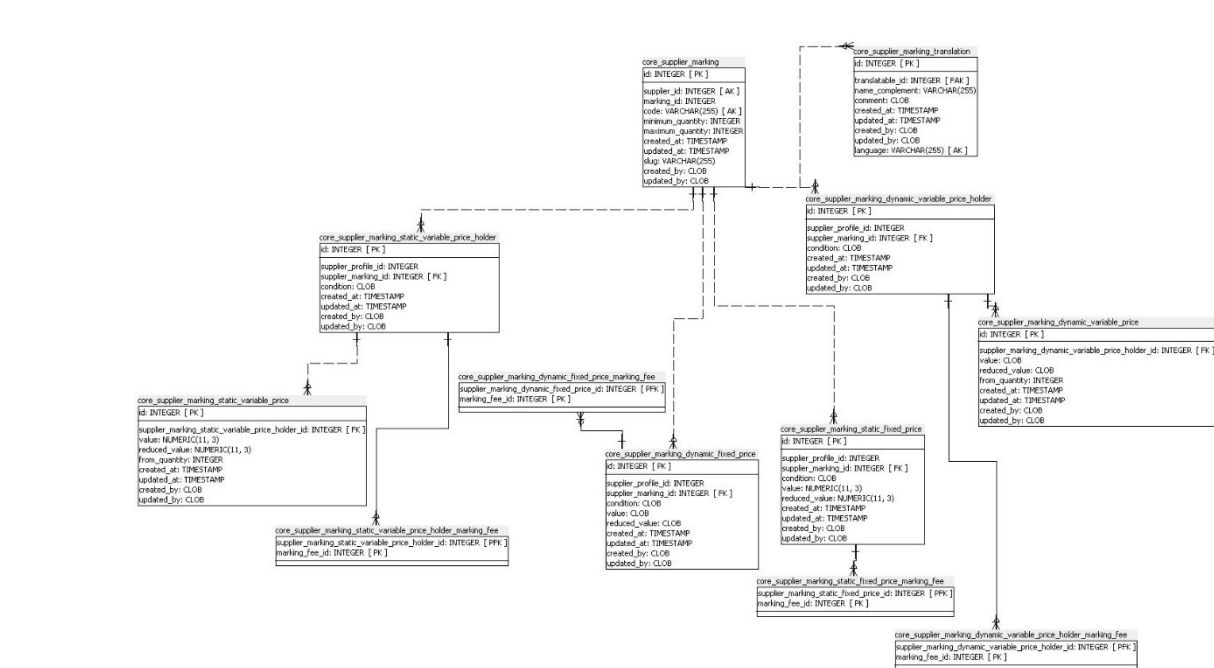 core_supplier_marking
id: INTEGER [ PK ]
supplier_id: INTEGER [ AK ]
marking_id: INTEGER
code: VARCHAR(255) [ AK ]
minimum_quantity: INTEGER
maximum_quantity: INTEGER
created_at: TIMESTAMP
updated_at: TIMESTAMP
slug: VARCHAR(255)
created_by: CLOB
updated_by: CLOB
core_supplier_marking_translation
id: INTEGER [ PK ]
translatable_id: INTEGER [ FAK ]
name_complement: VARCHAR(255)
comment: CLOB
created_at: TIMESTAMP
updated_at: TIMESTAMP
created_by: CLOB
updated_by: CLOB
language: VARCHAR(255) [ AK ]
core_supplier_marking_dynamic_variable_price_holder
id: INTEGER [ PK ]
supplier_profile_id: INTEGER
supplier_marking_id: INTEGER [ FK ]
condition: CLOB
created_at: TIMESTAMP
updated_at: TIMESTAMP
created_by: CLOB
updated_by: CLOB
core_supplier_marking_static_variable_price_holder
id: INTEGER [ PK ]
supplier_profile_id: INTEGER
supplier_marking_id: INTEGER [ FK ]
condition: CLOB
created_at: TIMESTAMP
updated_at: TIMESTAMP
created_by: CLOB
updated_by: CLOB
core_supplier_marking_dynamic_variable_price
id: INTEGER [ PK ]
supplier_marking_dynamic_variable_price_holder_id: INTEGER [ FK ]
value: CLOB
reduced_value: CLOB
from_quantity: INTEGER
created_at: TIMESTAMP
updated_at: TIMESTAMP
created_by: CLOB
updated_by: CLOB
core_supplier_marking_dynamic_fixed_price_marking_fee
supplier_marking_dynamic_fixed_price_id: INTEGER [ PFK ]
marking_fee_id: INTEGER [ PK ]
core_supplier_marking_static_variable_price
id: INTEGER [ PK ]
supplier_marking_static_variable_price_holder_id: INTEGER [ FK ]
value: NUMERIC(11, 3)
reduced_value: NUMERIC(11, 3)
from_quantity: INTEGER
created_at: TIMESTAMP
updated_at: TIMESTAMP
created_by: CLOB
updated_by: CLOB
core_supplier_marking_static_fixed_price
id: INTEGER [ PK ]
supplier_profile_id: INTEGER
supplier_marking_id: INTEGER [ FK ]
condition: CLOB
value: NUMERIC(11, 3)
reduced_value: NUMERIC(11, 3)
created_at: TIMESTAMP
updated_at: TIMESTAMP
created_by: CLOB
updated_by: CLOB
core_supplier_marking_dynamic_fixed_price
id: INTEGER [ PK ]
supplier_profile_id: INTEGER
supplier_marking_id: INTEGER [ FK ]
condition: CLOB
value: CLOB
reduced_value: CLOB
created_at: TIMESTAMP
updated_at: TIMESTAMP
created_by: CLOB
updated_by: CLOB
core_supplier_marking_static_variable_price_holder_marking_fee
supplier_marking_static_variable_price_holder_id: INTEGER [ PFK ]
marking_fee_id: INTEGER [ PK ]
core_supplier_marking_static_fixed_price_marking_fee
supplier_marking_static_fixed_price_id: INTEGER [ PFK ]
marking_fee_id: INTEGER [ PK ]
core_supplier_marking_dynamic_variable_price_holder_marking_fee
supplier_marking_dynamic_variable_price_holder_id: INTEGER [ PFK ]
marking_fee_id: INTEGER [ PK ]